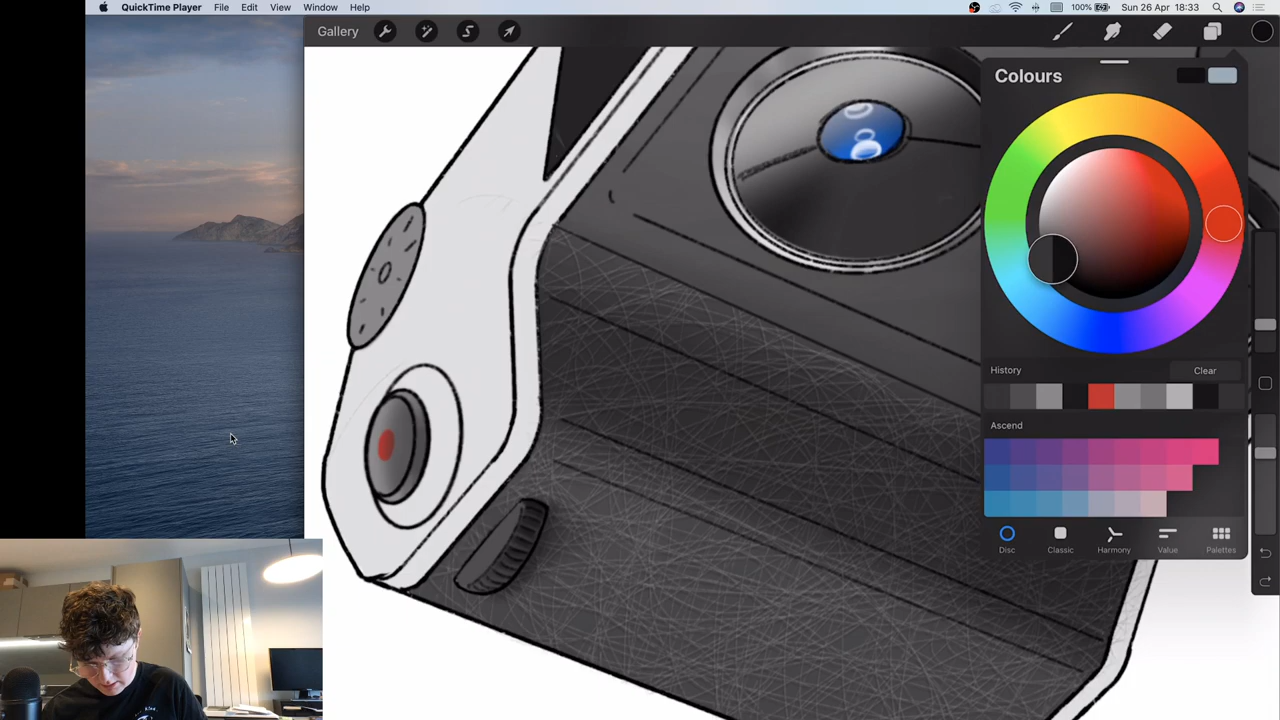 QuickTime Player File Edit View Window Help 100% Sun 26 Apr 18:33
Gallery
Colours
History Clear
Ascend
Disc Classic Harmony Value Palettes